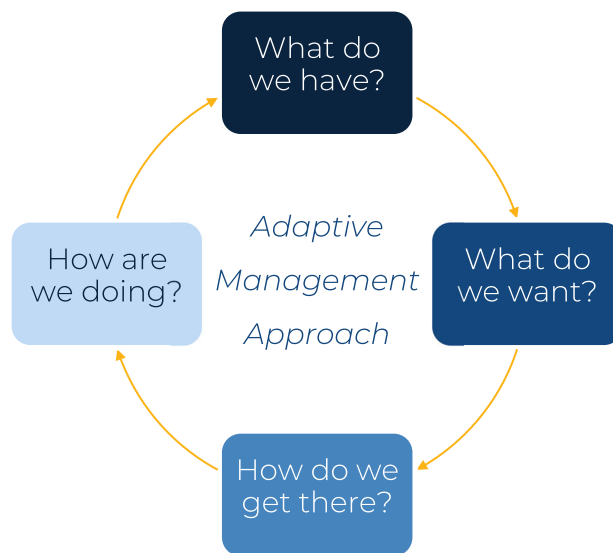 What do
we have?
What do
we want?
How do we
get there?
How are
we doing?
Adaptive
Management
Approach